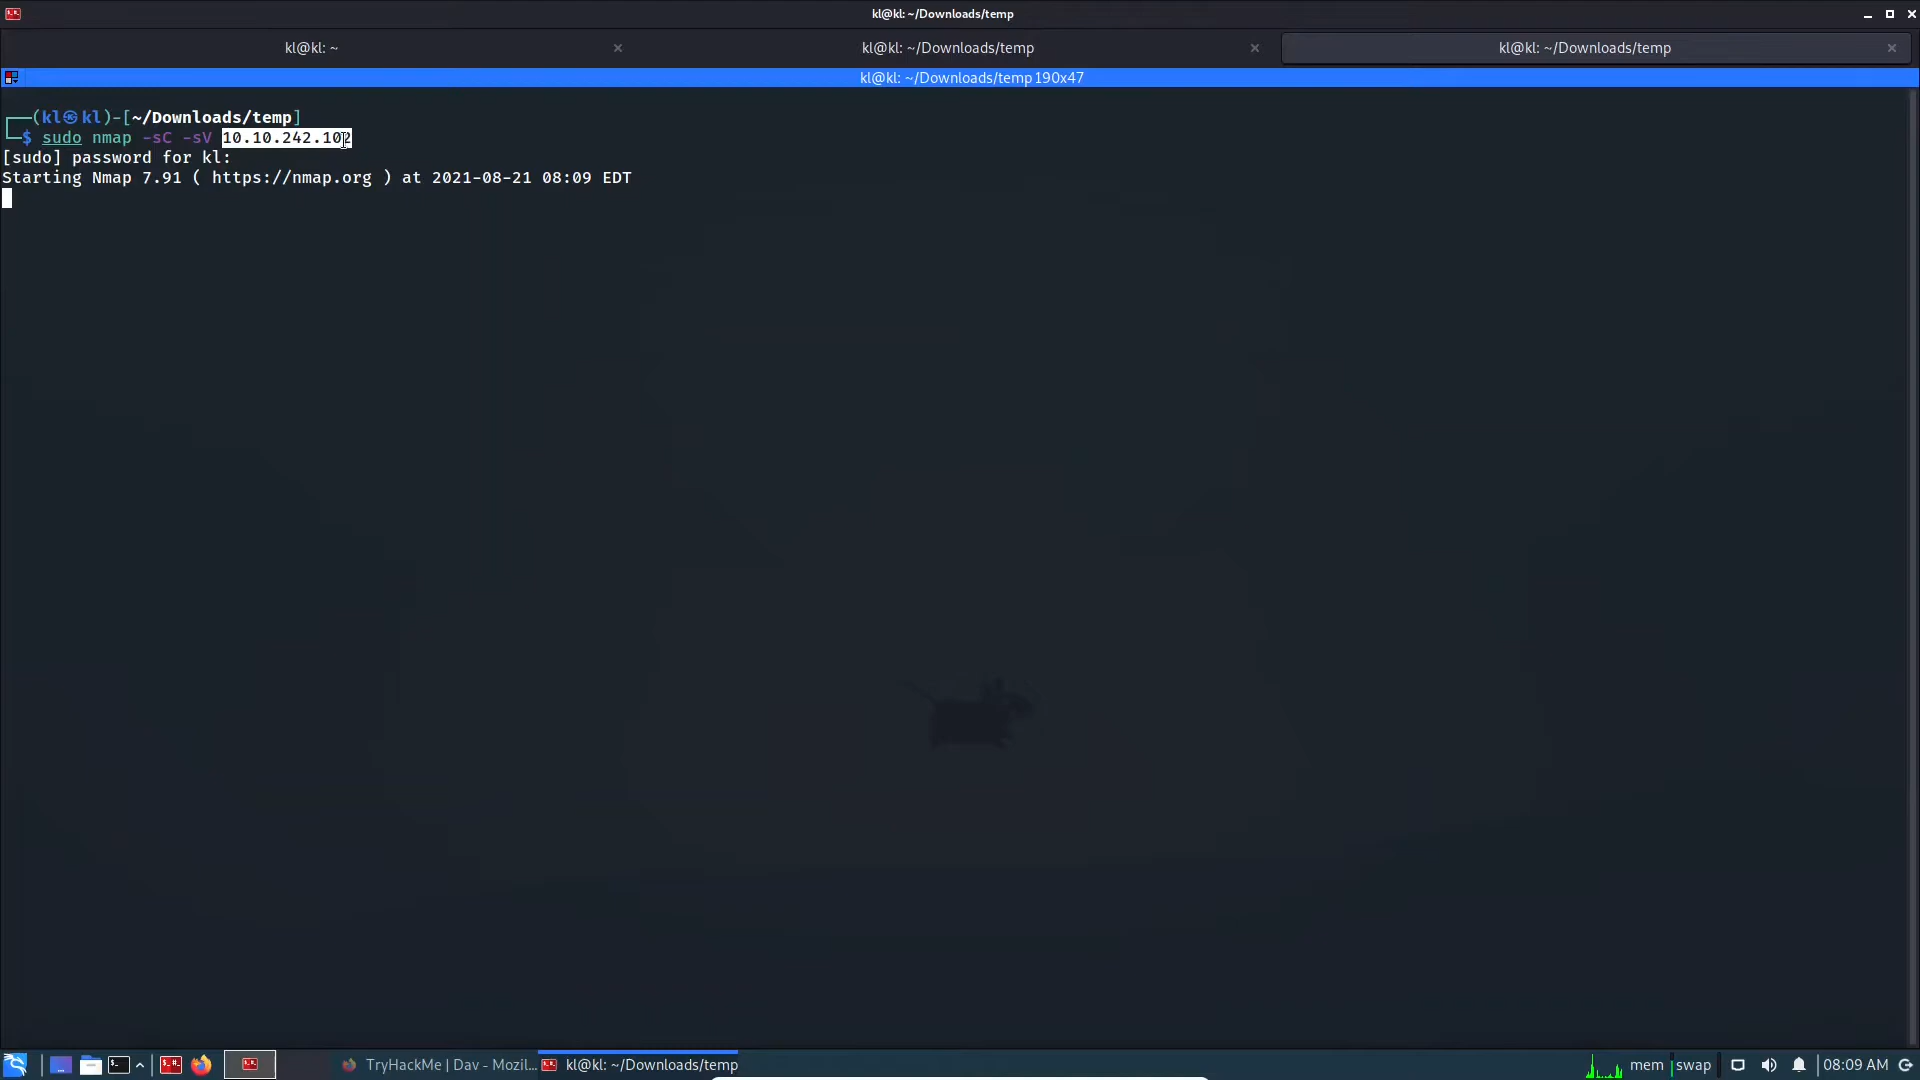 kl@kl: ~/Downloads/temp
kl@kl: ~
kl@kl: ~/Downloads/temp
kl@kl: ~/Downloads/temp
kl@kl: ~/Downloads/temp 190x47
┌──(kl㉿kl)-[~/Downloads/temp]
└─$ sudo nmap -sC -sV 10.10.242.102
[sudo] password for kl:
Starting Nmap 7.91 ( https://nmap.org ) at 2021-08-21 08:09 EDT
TryHackMe | Dav - Mozil... kl@kl: ~/Downloads/temp mem swap 08:09 AM